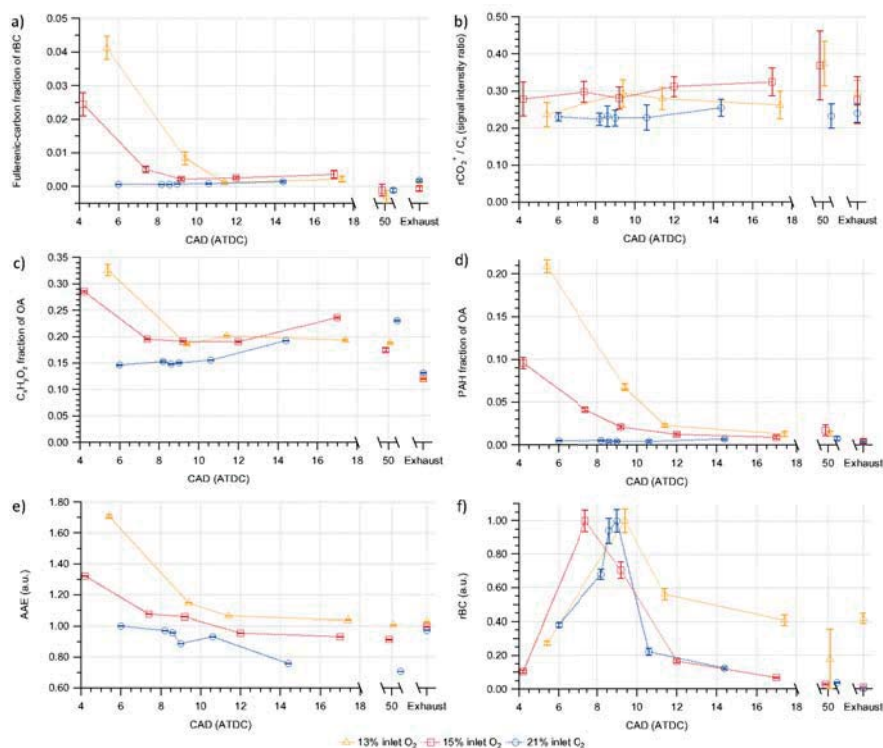 a)
Fullerenic-carbon fraction of rBC
0.05
0.04
0.03
0.02
0.01
0.00
4 6 8 10 12 14 16 18 50 Exhaust
CAD (ATDC)
b)
rCO₂⁺ / Cₓ (signal intensity ratio)
0.50
0.40
0.30
0.20
0.10
0.00
4 6 8 10 12 14 16 18 50 Exhaust
CAD (ATDC)
c)
fraction of OA
0.35
0.30
0.25
0.20
0.15
0.10
0.05
0.00
4 6 8 10 12 14 16 18 50 Exhaust
CAD (ATDC)
d)
PAH fraction of OA
0.20
0.15
0.10
0.05
0.00
4 6 8 10 12 14 16 18 50 Exhaust
CAD (ATDC)
e)
AAE (a.u.)
1.80
1.60
1.40
1.20
1.00
0.80
0.60
4 6 8 10 12 14 16 18 50 Exhaust
CAD (ATDC)
f)
rBC (a.u.)
1.00
0.80
0.60
0.40
0.20
0.00
4 6 8 10 12 14 16 18 50 Exhaust
CAD (ATDC)
13% inlet O₂ 15% inlet O₂ 21% inlet O₂